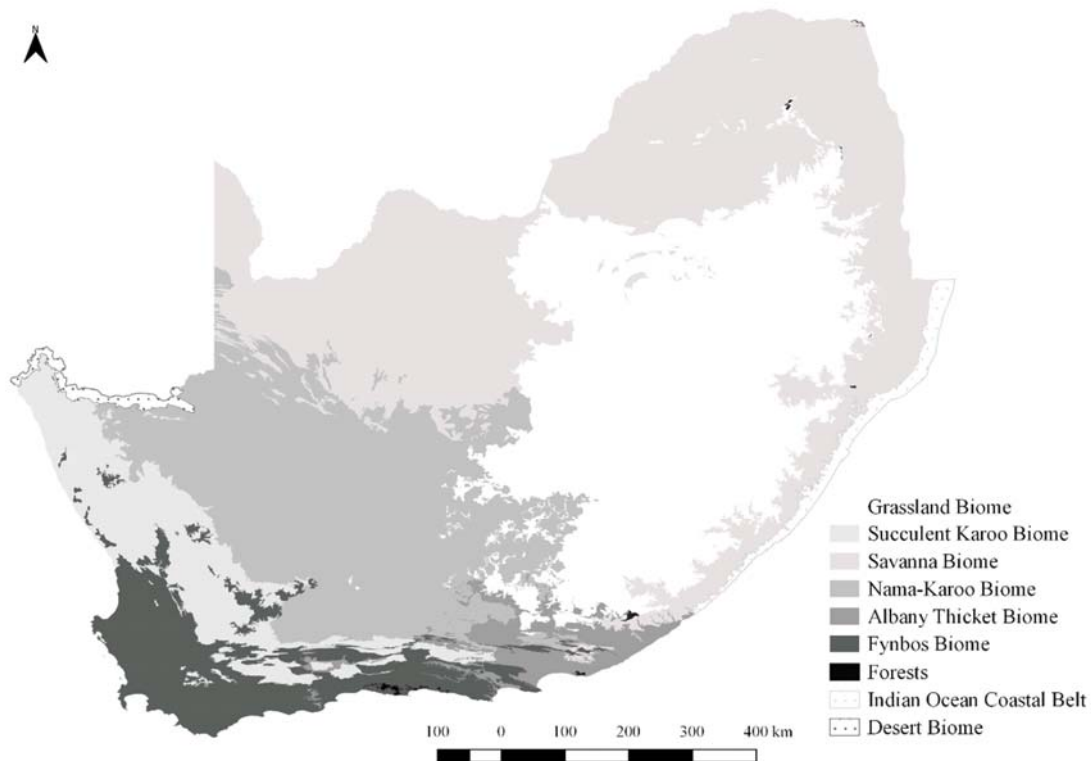 N
Grassland Biome
Succulent Karoo Biome
Savanna Biome
Nama-Karoo Biome
Albany Thicket Biome
Fynbos Biome
Forests
Indian Ocean Coastal Belt
Desert Biome
100 0 100 200 300 400 km